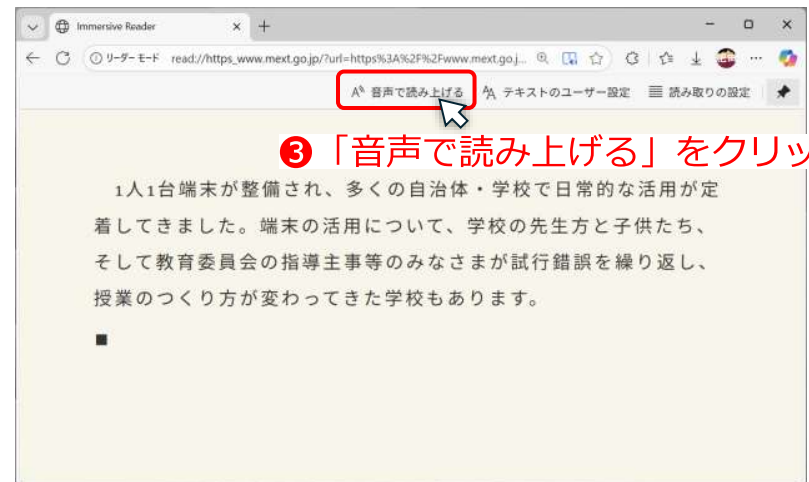 Immersive Reader
リーダー モード read://https_www.mext.go.jp/?url=https%3A%2F%2Fwww.mext.go.j...
音声で読み上げる テキストのユーザー設定 読み取りの設定
❸「音声で読み上げる」をクリッ
1人1台端末が整備され、多くの自治体・学校で日常的な活用が定
着してきました。端末の活用について、学校の先生方と子供たち、
そして教育委員会の指導主事等のみなさまが試行錯誤を繰り返し、
授業のつくり方が変わってきた学校もあります。
■